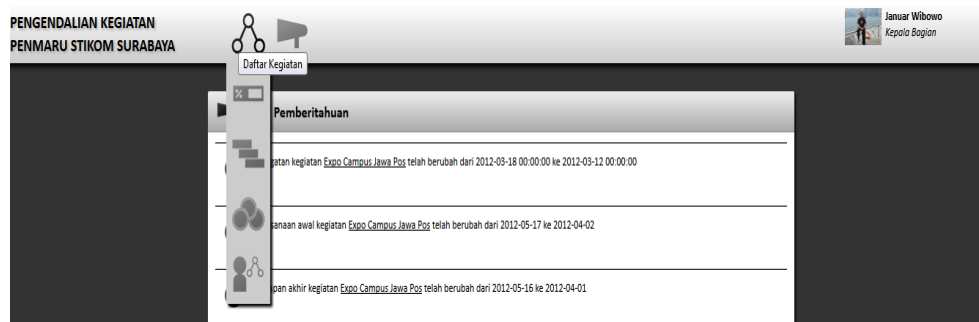 PENGENDALIAN KEGIATAN
PENMARU STIKOM SURABAYA
Januar Wibowo
Kepala Bagian
Daftar Kegiatan
%
Pemberitahuan
kegiatan Expo Campus Jawa Pos telah berubah dari 2012-03-18 00:00:00 ke 2012-03-12 00:00:00
awal kegiatan Expo Campus Jawa Pos telah berubah dari 2012-05-17 ke 2012-04-02
akhir kegiatan Expo Campus Jawa Pos telah berubah dari 2012-05-16 ke 2012-04-01